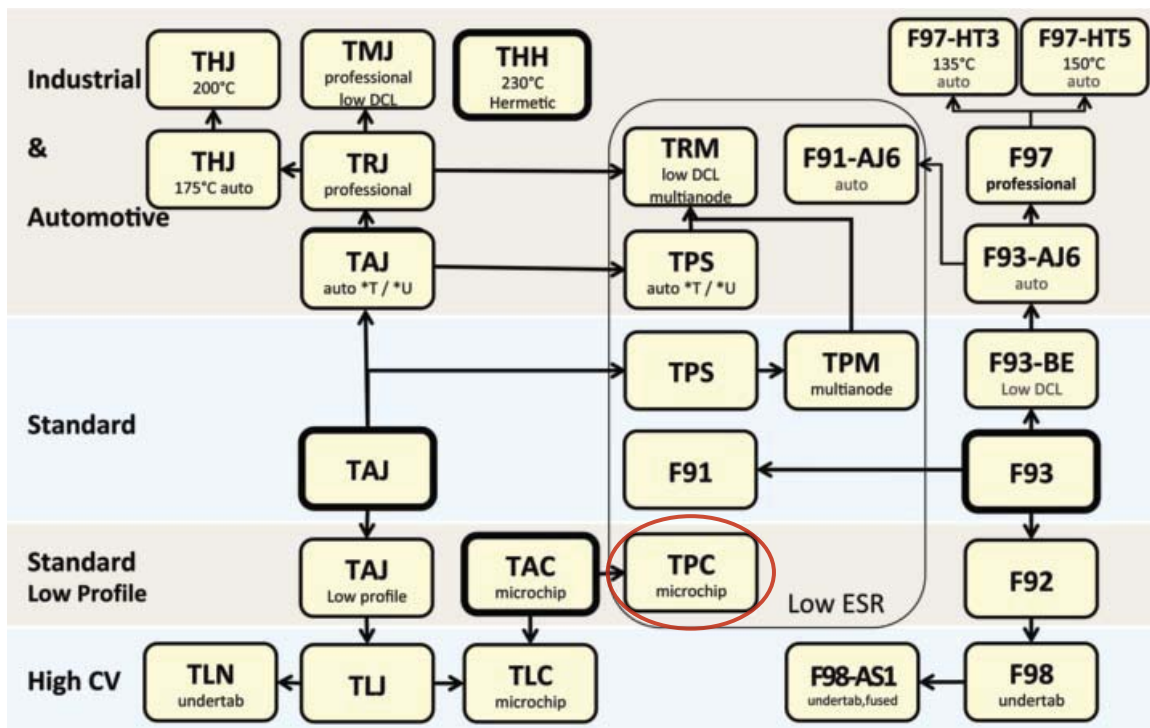 Industrial
&
Automotive
THJ
200°C
TMJ
professional
low DCL
THH
230°C
Hermetic
F97-HT3
135°C
auto
F97-HT5
150°C
auto
THJ
175°C auto
TRJ
professional
TRM
low DCL
multianode
F91-AJ6
auto
F97
professional
TAJ
auto *T / *U
TPS
auto *T / *U
F93-AJ6
auto
Standard
TPS
TPM
multianode
F93-BE
Low DCL
TAJ
F91
F93
Standard
Low Profile
TAJ
Low profile
TAC
microchip
TPC
microchip
Low ESR
F92
High CV
TLN
undertab
TLJ
TLC
microchip
F98-AS1
undertab,fused
F98
undertab